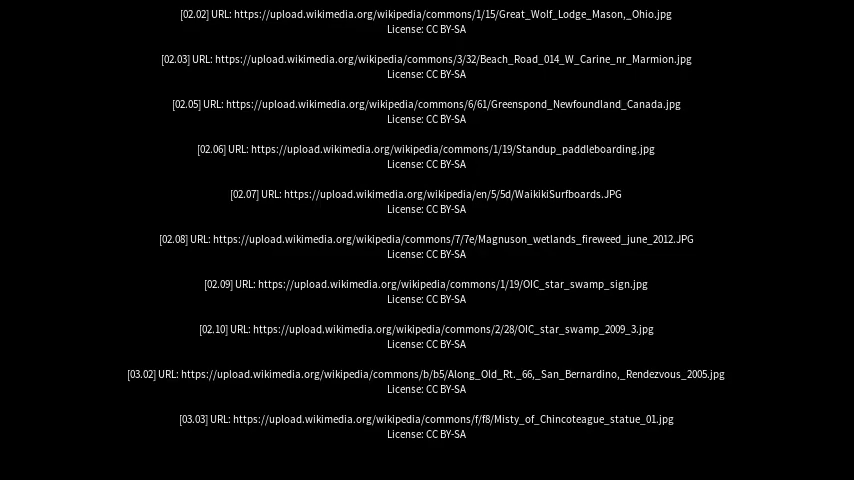 [02.02] URL: https://upload.wikimedia.org/wikipedia/commons/1/15/Great_Wolf_Lodge_Mason,_Ohio.jpg
License: CC BY-SA
[02.03] URL: https://upload.wikimedia.org/wikipedia/commons/3/32/Beach_Road_014_W_Carine_nr_Marmion.jpg
License: CC BY-SA
[02.05] URL: https://upload.wikimedia.org/wikipedia/commons/6/61/Greenspond_Newfoundland_Canada.jpg
License: CC BY-SA
[02.06] URL: https://upload.wikimedia.org/wikipedia/commons/1/19/Standup_paddleboarding.jpg
License: CC BY-SA
[02.07] URL: https://upload.wikimedia.org/wikipedia/en/5/5d/WaikikiSurfboards.JPG
License: CC BY-SA
[02.08] URL: https://upload.wikimedia.org/wikipedia/commons/7/7e/Magnuson_wetlands_fireweed_june_2012.JPG
License: CC BY-SA
[02.09] URL: https://upload.wikimedia.org/wikipedia/commons/1/19/OIC_star_swamp_sign.jpg
License: CC BY-SA
[02.10] URL: https://upload.wikimedia.org/wikipedia/commons/2/28/OIC_star_swamp_2009_3.jpg
License: CC BY-SA
[03.02] URL: https://upload.wikimedia.org/wikipedia/commons/b/b5/Along_Old_Rt._66,_San_Bernardino,_Rendezvous_2005.jpg
License: CC BY-SA
[03.03] URL: https://upload.wikimedia.org/wikipedia/commons/f/f8/Misty_of_Chincoteague_statue_01.jpg
License: CC BY-SA